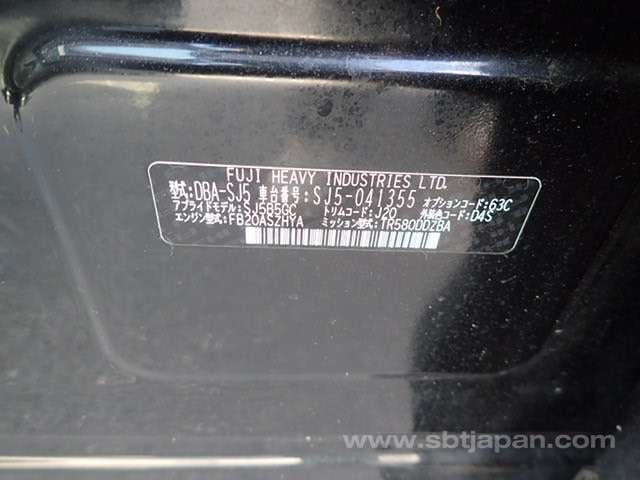 FUJI HEAVY INDUSTRIES LTD.
型式:DBA-SJ5 車台番号:SJ5-041355 オプションコード:63C
アプライドモデル:SJ5B5GC トリムコード:J20 外装色コード:D4S
エンジン型式:FB20ASZHYA ミッション型式:TR580DDZBA
www.sbtjapan.com